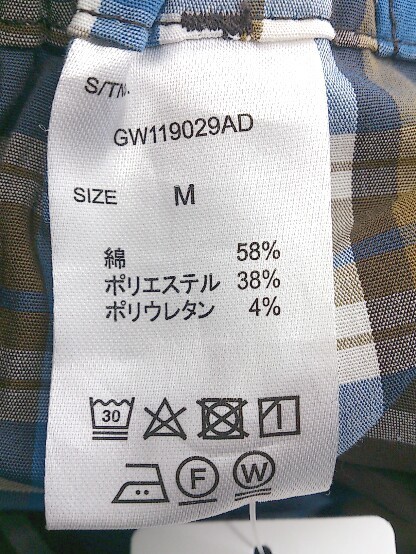 S/TN.
GW119029AD
SIZE M
綿 58%
ポリエステル 38%
ポリウレタン 4%
30
F W